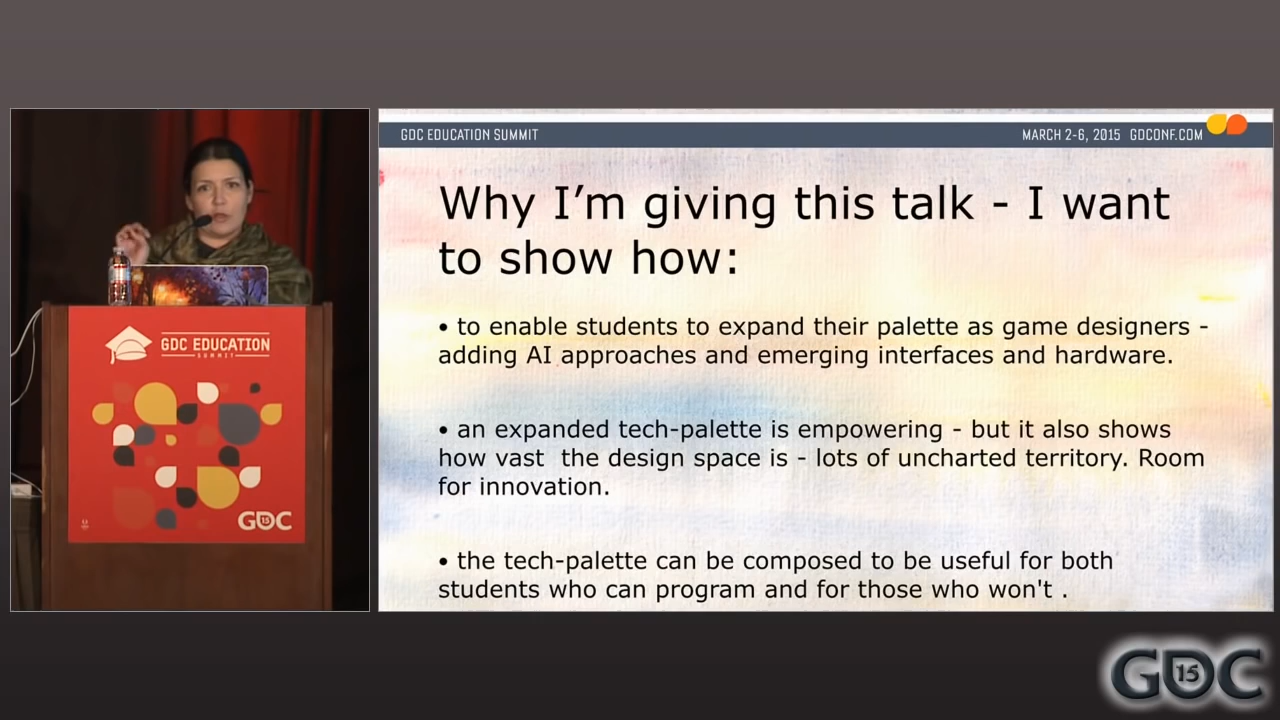 GDC EDUCATION SUMMIT
MARCH 2-6, 2015 GDCONF.COM
Why I’m giving this talk - I want
to show how:
• to enable students to expand their palette as game designers -
adding AI approaches and emerging interfaces and hardware.
• an expanded tech-palette is empowering - but it also shows
how vast  the design space is - lots of uncharted territory. Room
for innovation.
• the tech-palette can be composed to be useful for both
students who can program and for those who won't .
GDC EDUCATION
SUMMIT
GDC 15
GDC 15